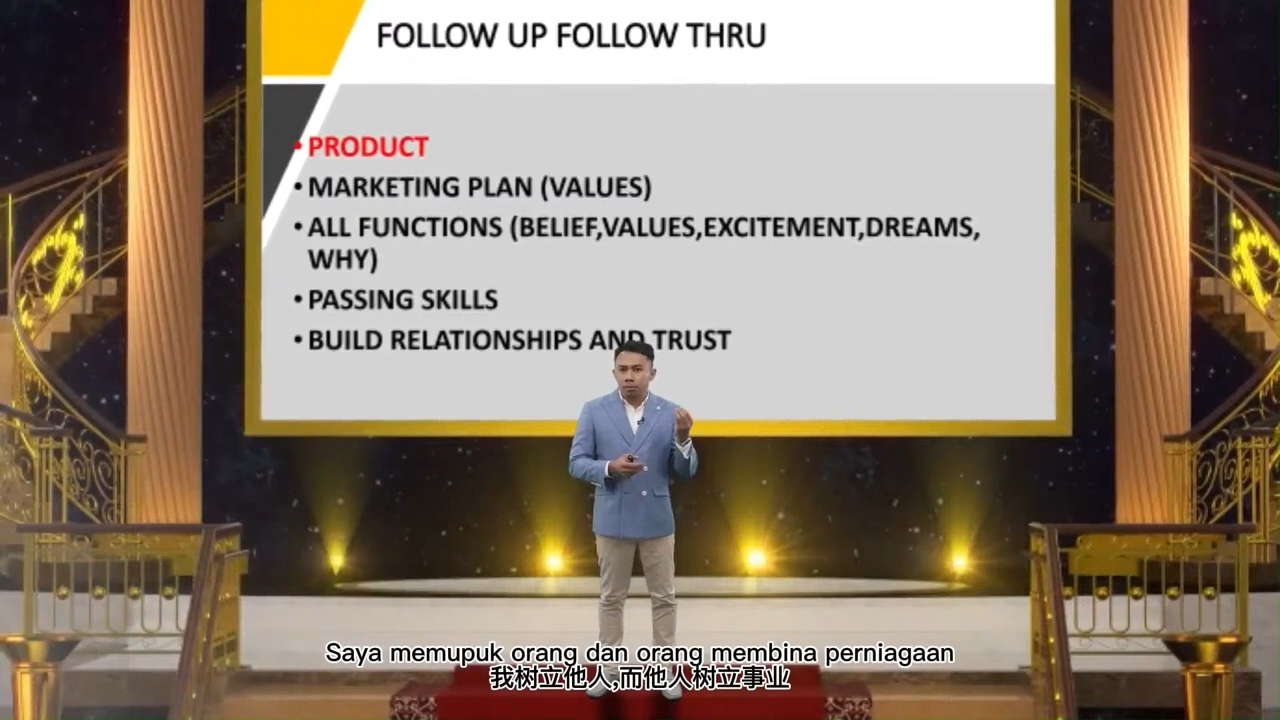 FOLLOW UP FOLLOW THRU
• PRODUCT
• MARKETING PLAN (VALUES)
• ALL FUNCTIONS (BELIEF,VALUES,EXCITEMENT,DREAMS,
WHY)
• PASSING SKILLS
• BUILD RELATIONSHIPS AND TRUST
Saya memupuk orang dan orang membina perniagaan
我树立他人,而他人树立事业